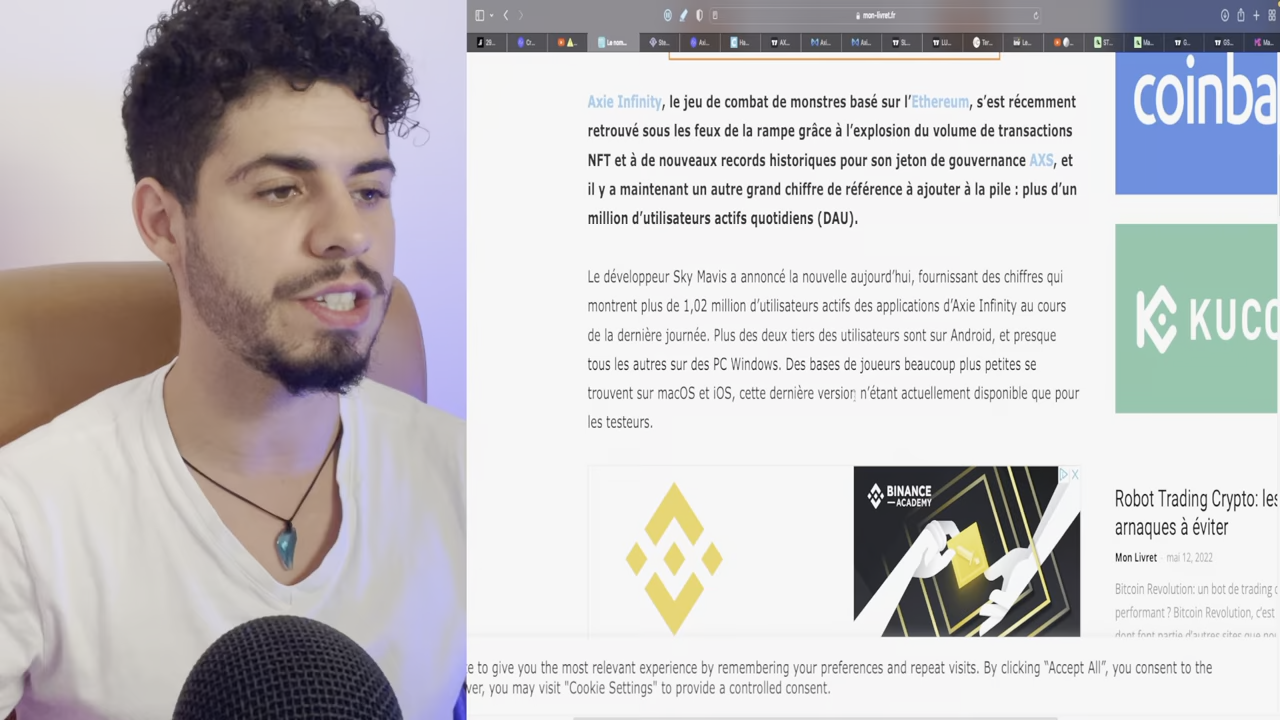 mon-livret.fr
Axie Infinity, le jeu de combat de monstres basé sur l'Ethereum, s'est récemment
retrouvé sous les feux de la rampe grâce à l'explosion du volume de transactions
NFT et à de nouveaux records historiques pour son jeton de gouvernance AXS, et
il y a maintenant un autre grand chiffre de référence à ajouter à la pile : plus d'un
million d'utilisateurs actifs quotidiens (DAU).
Le développeur Sky Mavis a annoncé la nouvelle aujourd'hui, fournissant des chiffres qui
montrent plus de 1,02 million d'utilisateurs actifs des applications d'Axie Infinity au cours
de la dernière journée. Plus des deux tiers des utilisateurs sont sur Android, et presque
tous les autres sur des PC Windows. Des bases de joueurs beaucoup plus petites se
trouvent sur macOS et iOS, cette dernière version n'étant actuellement disponible que pour
les testeurs.
BINANCE
ACADEMY
coinba
KUCO
Robot Trading Crypto: les
arnaques à éviter
Mon Livret - mai 12, 2022
Bitcoin Revolution: un bot de trading
performant ? Bitcoin Revolution, c'est
dont font partie d'autres sites que
e to give you the most relevant experience by remembering your preferences and repeat visits. By clicking "Accept All", you consent to the
ver, you may visit "Cookie Settings" to provide a controlled consent.